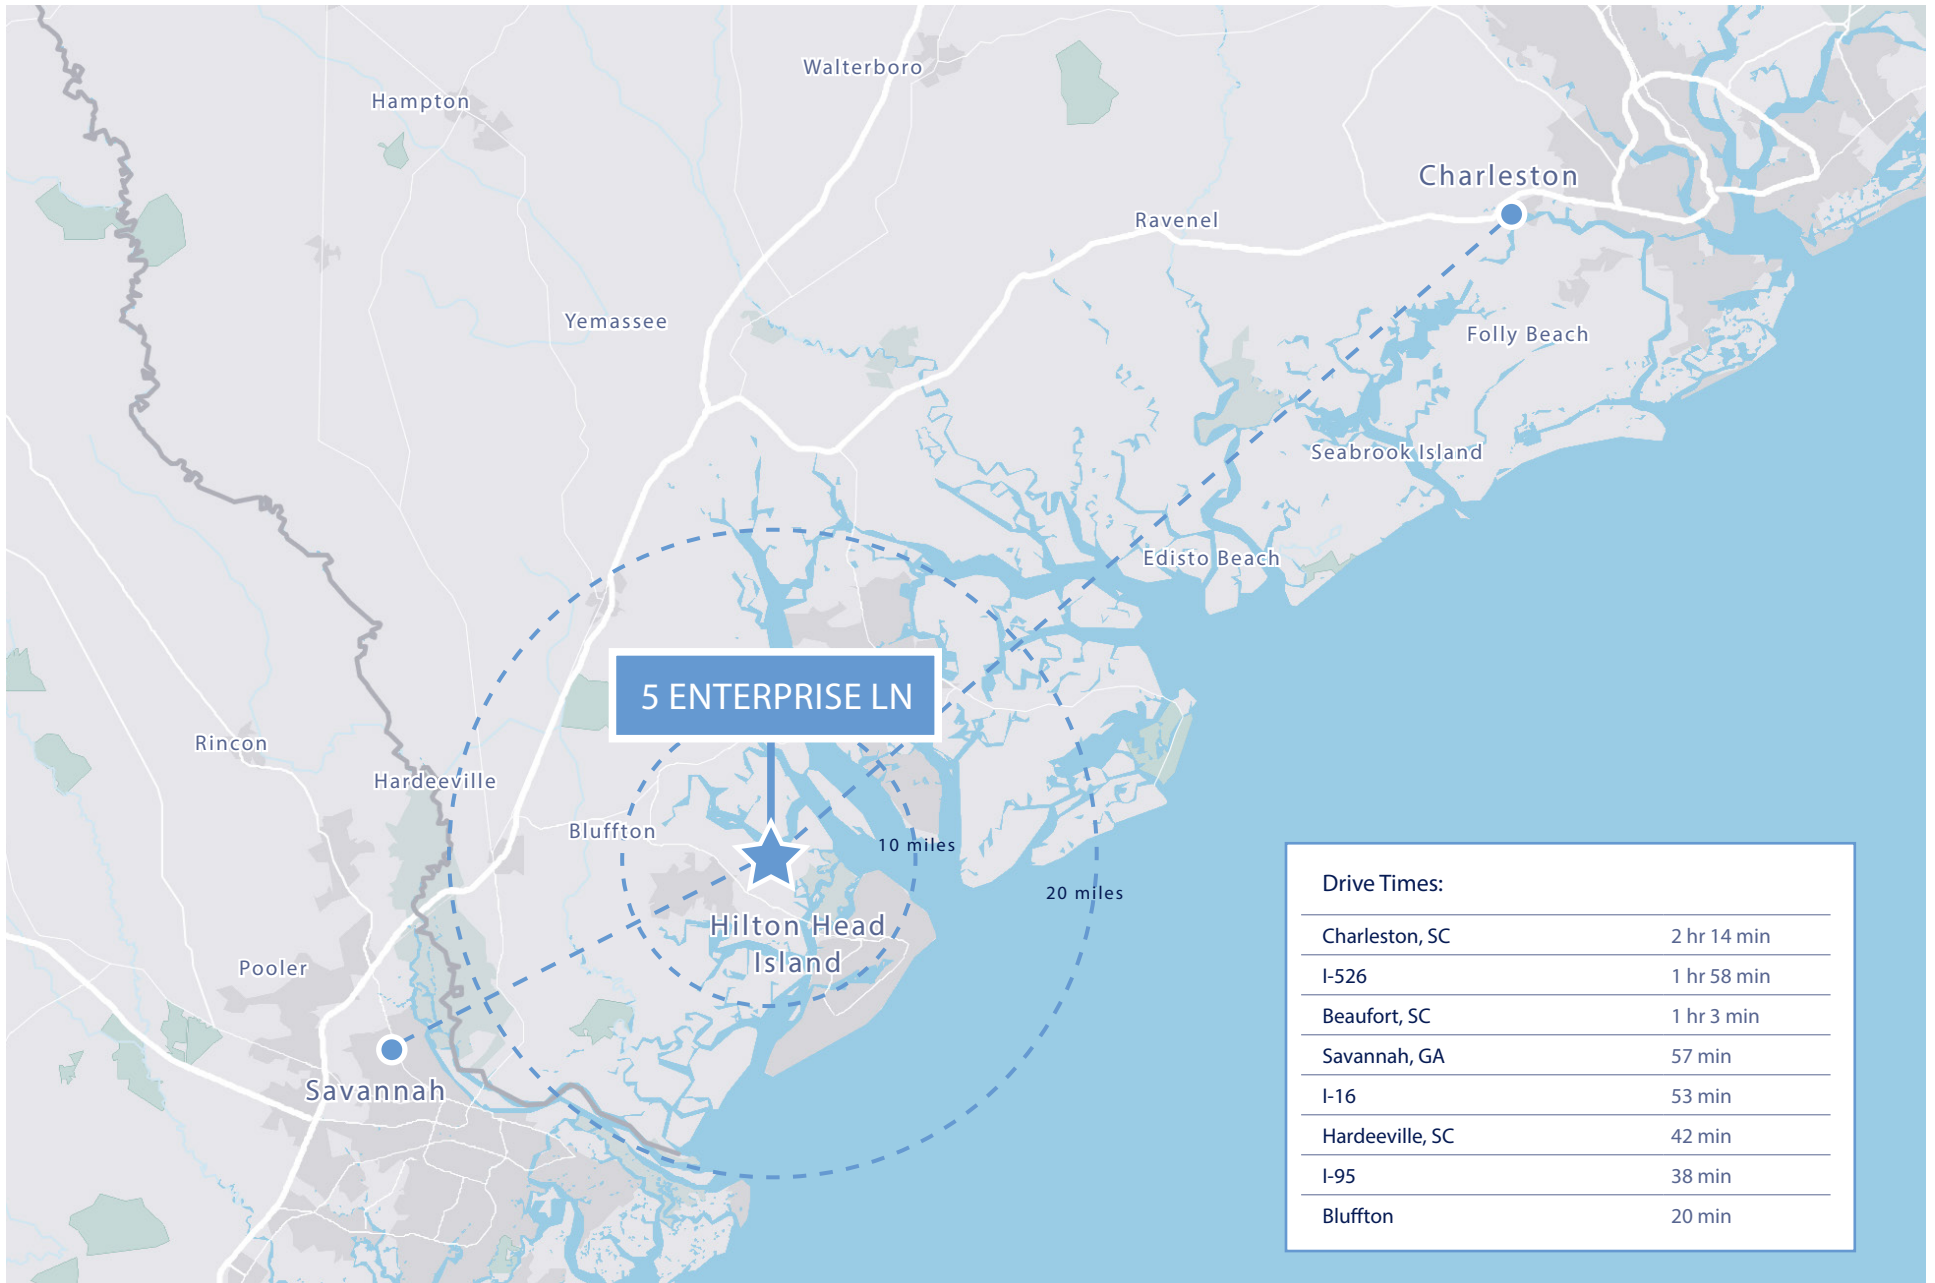 Walterboro
Hampton
Charleston
Ravenel
Yemassee
Folly Beach
Seabrook Island
Edisto Beach
5 ENTERPRISE LN
Rincon
Hardeeville
Bluffton
10 miles
20 miles
Hilton Head
Island
Pooler
Savannah
Drive Times:
Charleston, SC 2 hr 14 min
I-526 1 hr 58 min
Beaufort, SC 1 hr 3 min
Savannah, GA 57 min
I-16 53 min
Hardeeville, SC 42 min
I-95 38 min
Bluffton 20 min